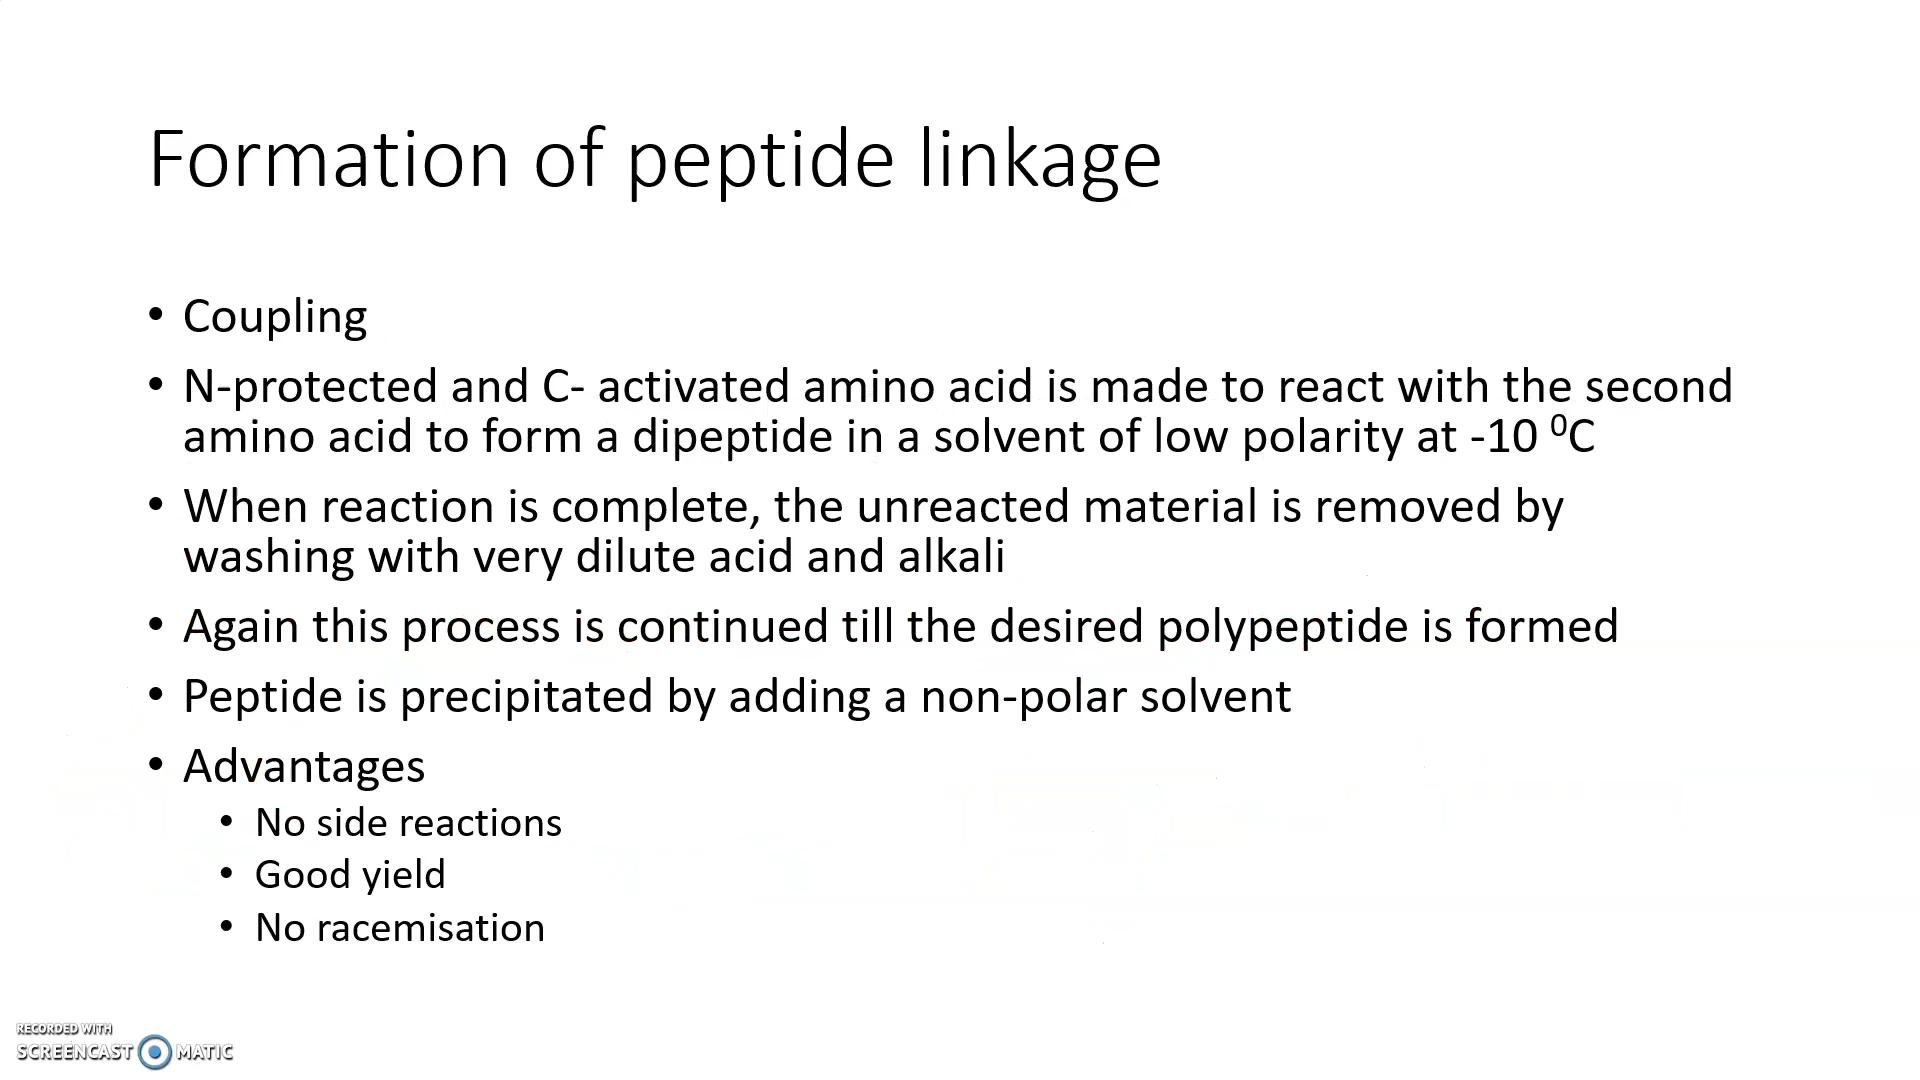 Formation of peptide linkage
• Coupling
• N-protected and C- activated amino acid is made to react with the second
amino acid to form a dipeptide in a solvent of low polarity at -10 ⁰C
• When reaction is complete, the unreacted material is removed by
washing with very dilute acid and alkali
• Again this process is continued till the desired polypeptide is formed
• Peptide is precipitated by adding a non-polar solvent
• Advantages
• No side reactions
• Good yield
• No racemisation
RECORDED WITH
SCREENCAST MATIC